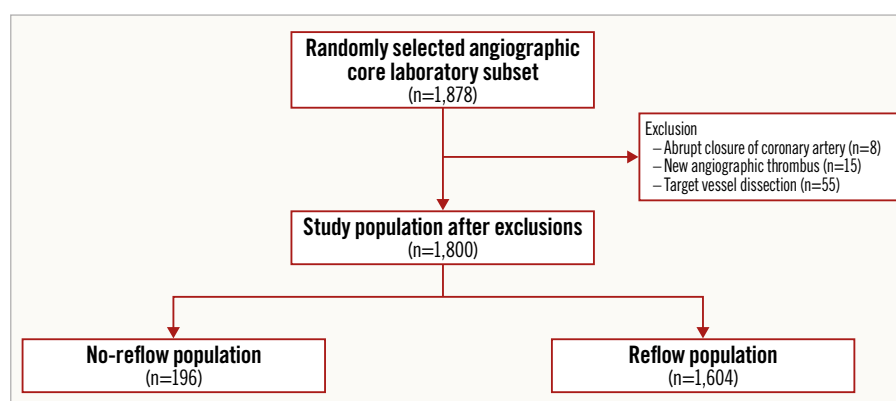 Randomly selected angiographic
core laboratory subset
(n=1,878)
Exclusion
– Abrupt closure of coronary artery (n=8)
– New angiographic thrombus (n=15)
– Target vessel dissection (n=55)
Study population after exclusions
(n=1,800)
No-reflow population
(n=196)
Reflow population
(n=1,604)